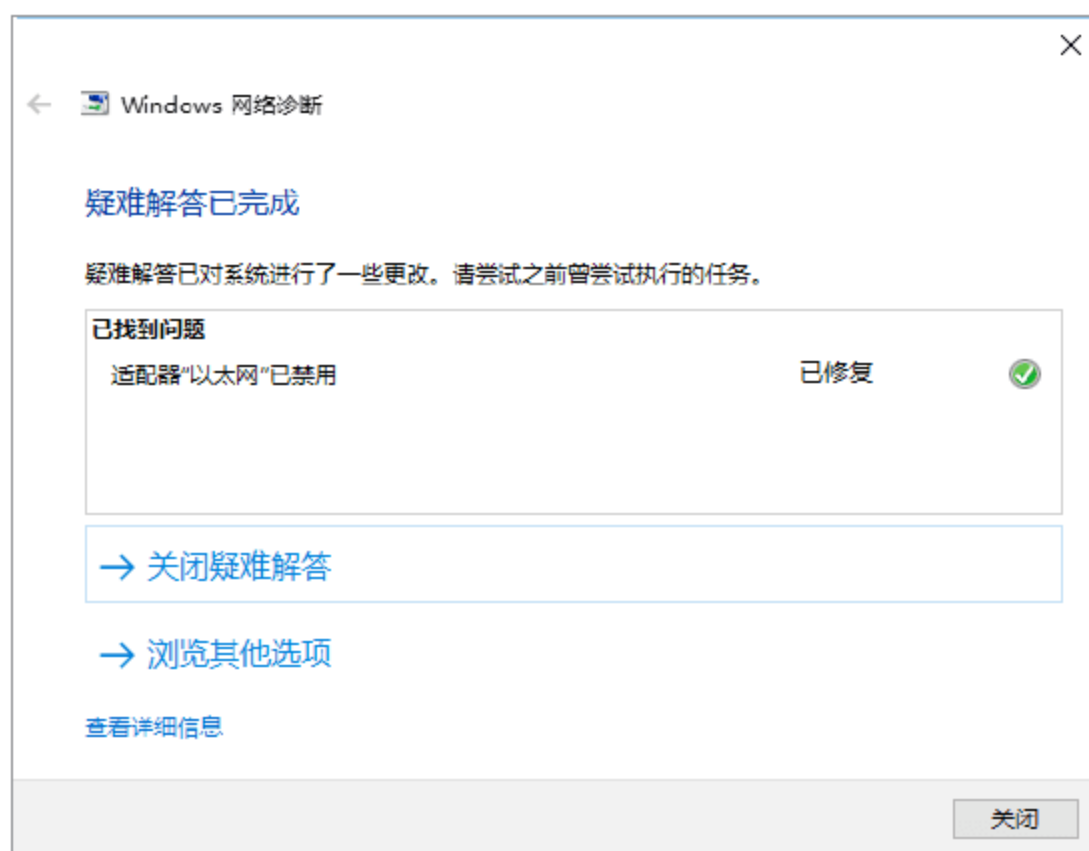 Windows 网络诊断
疑难解答已完成
疑难解答已对系统进行了一些更改。请尝试之前曾尝试执行的任务。
已找到问题
适配器“以太网”已禁用 已修复
→ 关闭疑难解答
→ 浏览其他选项
查看详细信息
关闭